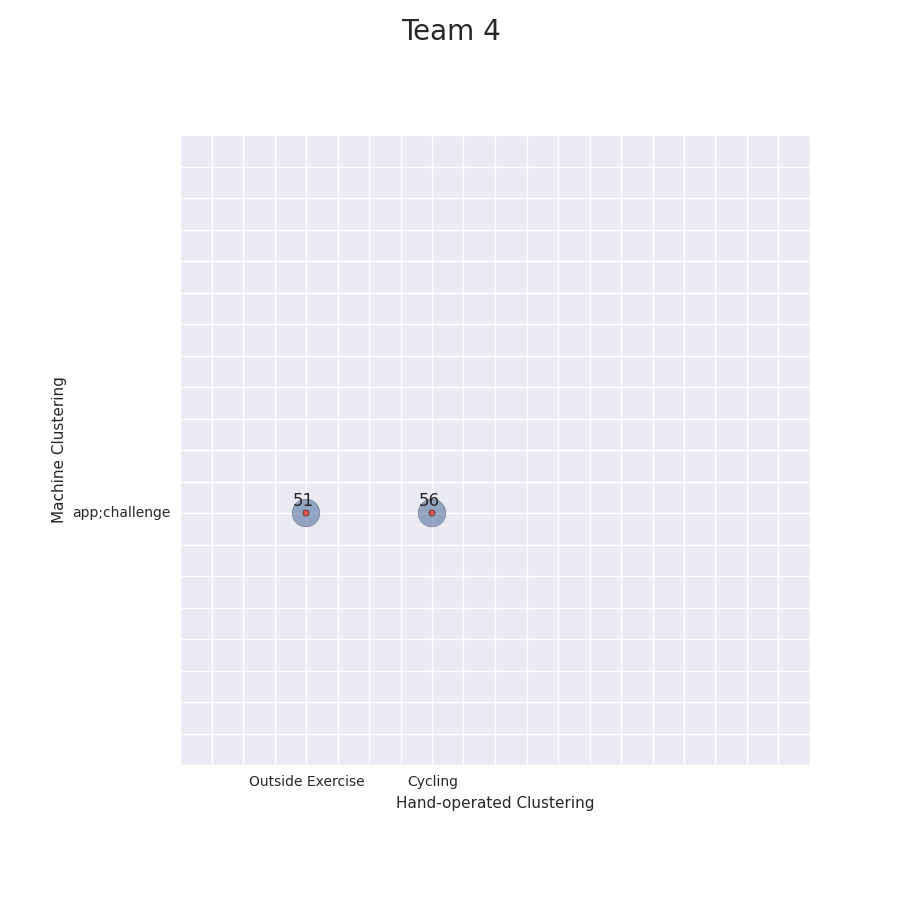 Team 4
Machine Clustering
51 56
app;challenge
Outside Exercise Cycling
Hand-operated Clustering